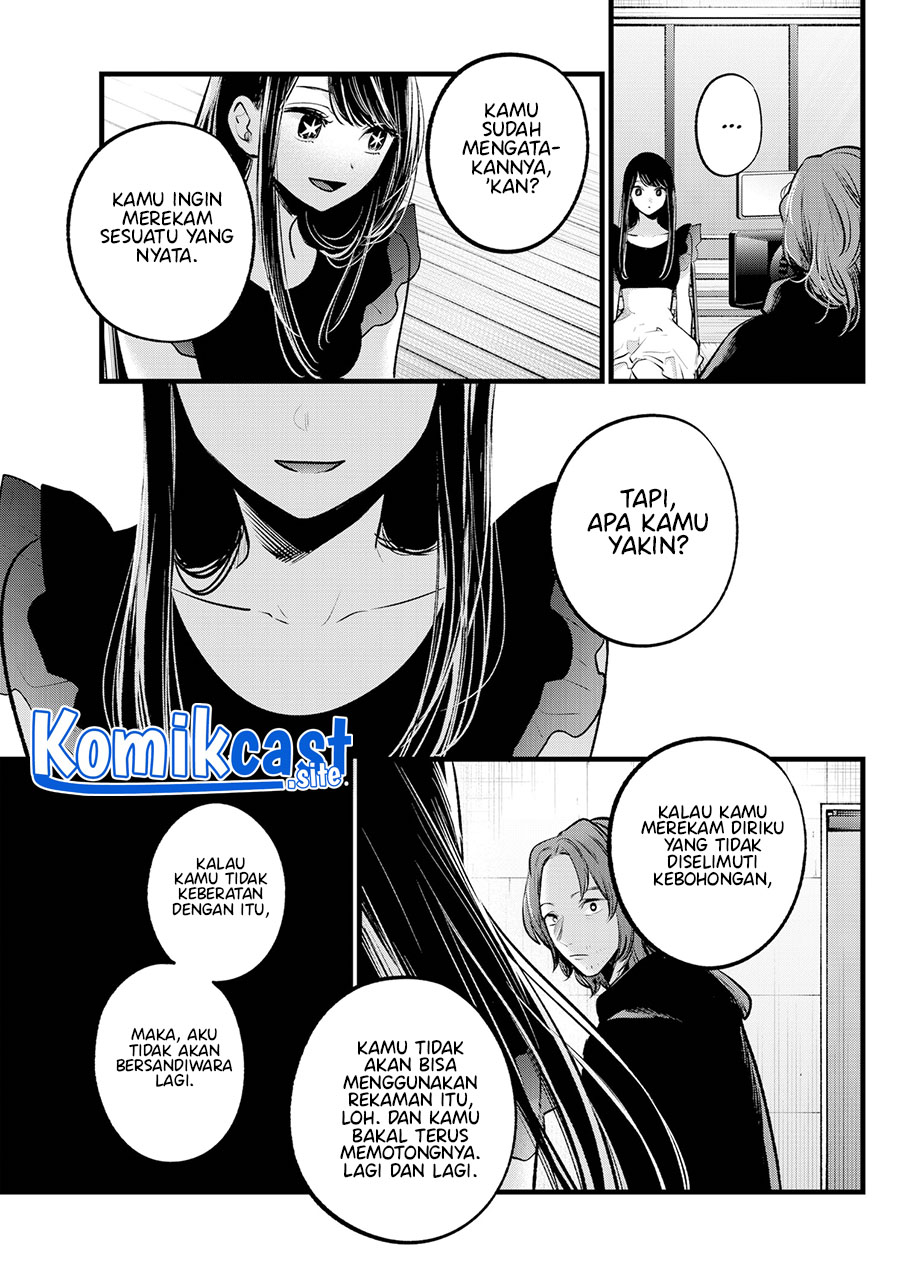 ...
KAMU
SUDAH
MENGATA-
KANNYA,
'KAN?
KAMU INGIN
MEREKAM
SESUATU YANG
NYATA.
TAPI,
APA KAMU
YAKIN?
KALAU KAMU
MEREKAM DIRIKU
YANG TIDAK
DISELIMUTI
KEBOHONGAN,
KAMU TIDAK
AKAN BISA
MENGGUNAKAN
REKAMAN ITU,
LOH. DAN KAMU
BAKAL TERUS
MEMOTONGNYA.
LAGI DAN LAGI.
KALAU
KAMU TIDAK
KEBERATAN
DENGAN ITU,
MAKA, AKU
TIDAK AKAN
BERSANDIWARA
LAGI.
Komikcast
.site